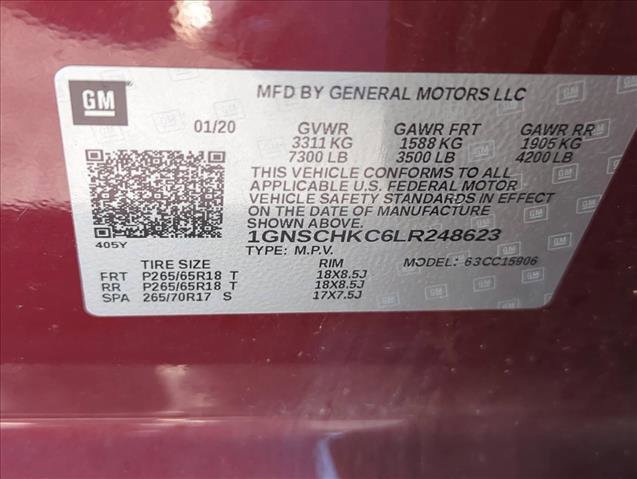 GM MFD BY GENERAL MOTORS LLC
01/20 GVWR GAWR FRT GAWR RR
3311 KG 1588 KG 1905 KG
7300 LB 3500 LB 4200 LB
THIS VEHICLE CONFORMS TO ALL
APPLICABLE U.S. FEDERAL MOTOR
VEHICLE SAFETY STANDARDS IN EFFECT
ON THE DATE OF MANUFACTURE
SHOWN ABOVE.
405Y 1GNSCHKC6LR248623
TYPE: M.P.V. MODEL: 63CC15906
TIRE SIZE RIM
FRT P265/65R18 T 18X8.5J
RR P265/65R18 T 18X8.5J
SPA 265/70R17 S 17X7.5J